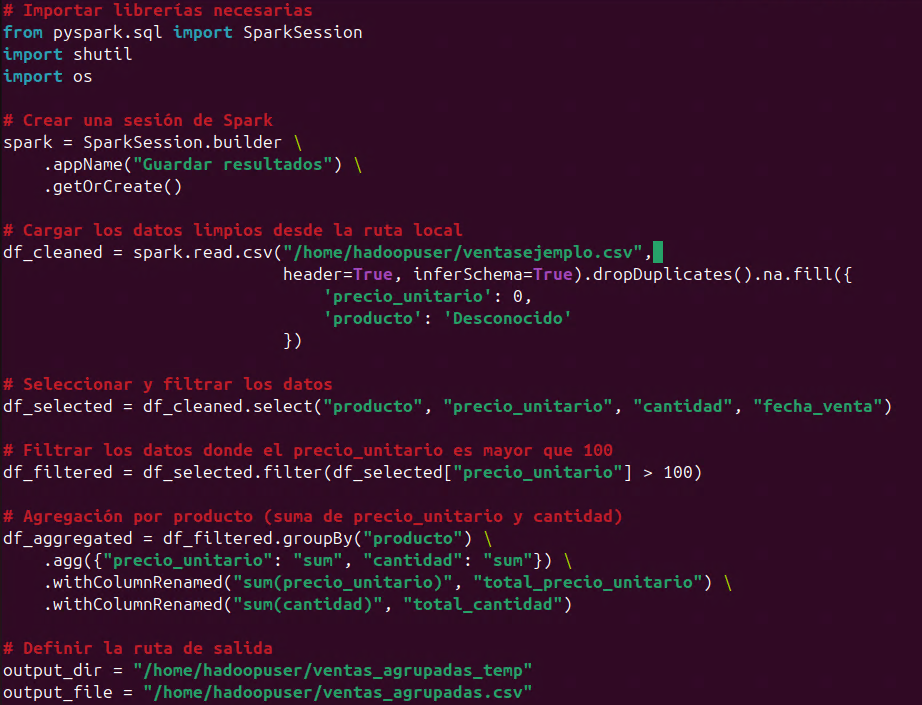 # Importar librerías necesarias
from pyspark.sql import SparkSession
import shutil
import os
# Crear una sesión de Spark
spark = SparkSession.builder \
    .appName("Guardar resultados") \
    .getOrCreate()
# Cargar los datos limpios desde la ruta local
df_cleaned = spark.read.csv("/home/hadoopuser/ventasejemplo.csv",
                            header=True, inferSchema=True).dropDuplicates().na.fill({
                                'precio_unitario': 0,
                                'producto': 'Desconocido'
                            })
# Seleccionar y filtrar los datos
df_selected = df_cleaned.select("producto", "precio_unitario", "cantidad", "fecha_venta")
# Filtrar los datos donde el precio_unitario es mayor que 100
df_filtered = df_selected.filter(df_selected["precio_unitario"] > 100)
# Agregación por producto (suma de precio_unitario y cantidad)
df_aggregated = df_filtered.groupBy("producto") \
    .agg({"precio_unitario": "sum", "cantidad": "sum"}) \
    .withColumnRenamed("sum(precio_unitario)", "total_precio_unitario") \
    .withColumnRenamed("sum(cantidad)", "total_cantidad")
# Definir la ruta de salida
output_dir = "/home/hadoopuser/ventas_agrupadas_temp"
output_file = "/home/hadoopuser/ventas_agrupadas.csv"